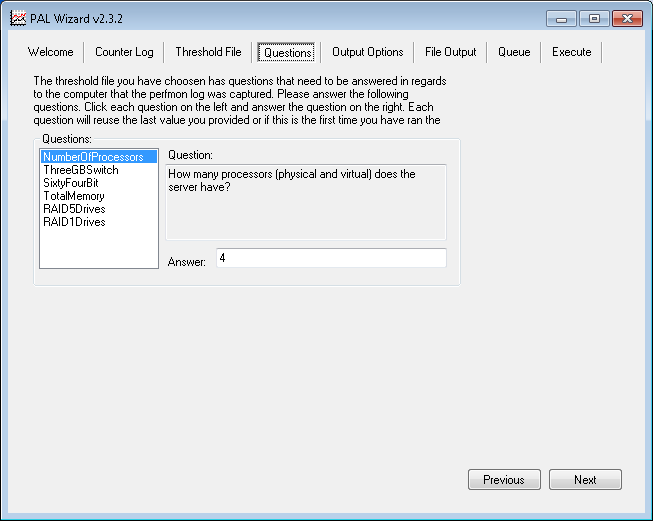 PAL Wizard v2.3.2
Welcome Counter Log Threshold File Questions Output Options File Output Queue Execute
The threshold file you have choosen has questions that need to be answered in regards
to the computer that the perfmon log was captured. Please answer the following
questions. Click each question on the left and answer the question on the right. Each
question will reuse the last value you provided or if this is the first time you have ran the
Questions:
NumberOfProcessors
ThreeGBSwitch
SixtyFourBit
TotalMemory
RAID5Drives
RAID1Drives
Question:
How many processors (physical and virtual) does the
server have?
Answer: 4
Previous Next